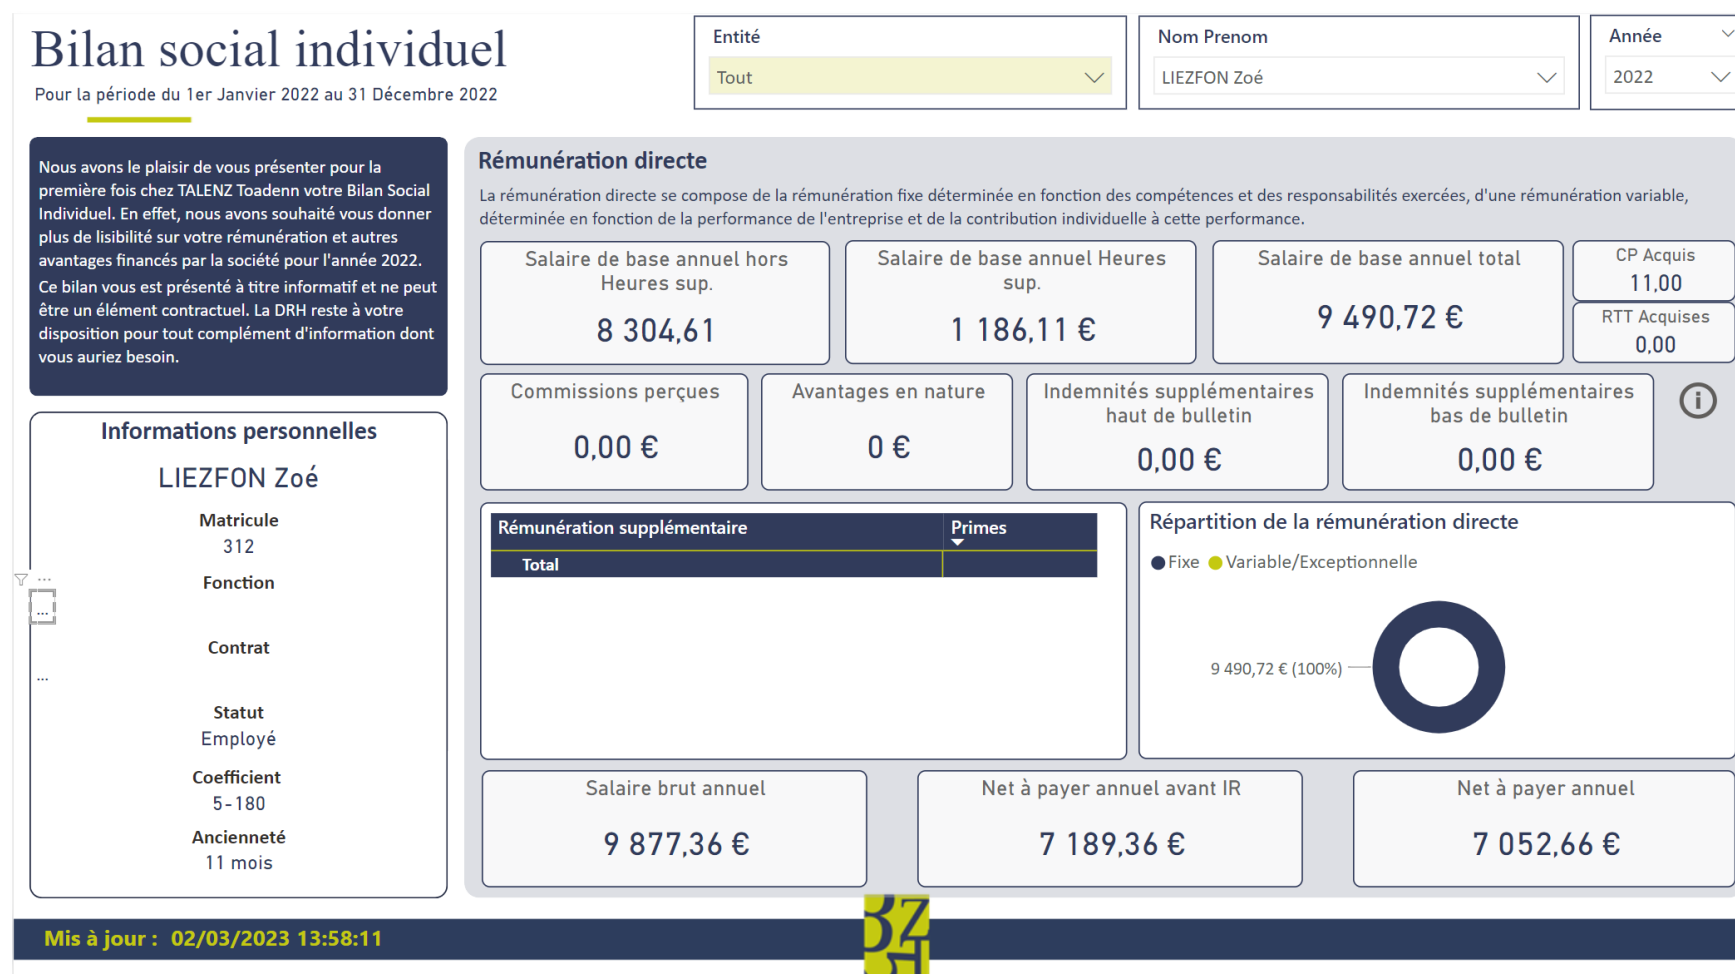 Bilan social individuel
Pour la période du 1er Janvier 2022 au 31 Décembre 2022
Entité
Tout
Nom Prenom
LIEZFON Zoé
Année
2022
Nous avons le plaisir de vous présenter pour la
première fois chez TALENZ Toadenn votre Bilan Social
Individuel. En effet, nous avons souhaité vous donner
plus de lisibilité sur votre rémunération et autres
avantages financés par la société pour l'année 2022.
Ce bilan vous est présenté à titre informatif et ne peut
être un élément contractuel. La DRH reste à votre
disposition pour tout complément d'information dont
vous auriez besoin.
Informations personnelles
LIEZFON Zoé
Matricule
312
Fonction
...
...
Contrat
...
Statut
Employé
Coefficient
5-180
Ancienneté
11 mois
Rémunération directe
La rémunération directe se compose de la rémunération fixe déterminée en fonction des compétences et des responsabilités exercées, d'une rémunération variable,
déterminée en fonction de la performance de l'entreprise et de la contribution individuelle à cette performance.
Salaire de base annuel hors
Heures sup.
8 304,61
Salaire de base annuel Heures
sup.
1 186,11 €
Salaire de base annuel total
9 490,72 €
CP Acquis
11,00
RTT Acquises
0,00
Commissions perçues
0,00 €
Avantages en nature
0 €
Indemnités supplémentaires
haut de bulletin
0,00 €
Indemnités supplémentaires
bas de bulletin
0,00 €
Rémunération supplémentaire
Primes
Total
Répartition de la rémunération directe
Fixe
Variable/Exceptionnelle
9 490,72 € (100%)
Salaire brut annuel
9 877,36 €
Net à payer annuel avant IR
7 189,36 €
Net à payer annuel
7 052,66 €
Mis à jour : 02/03/2023 13:58:11